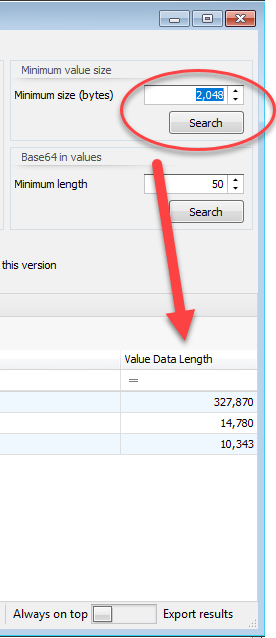 Minimum value size
Minimum size (bytes) 2,048
Search
Base64 in values
Minimum length 50
Search
this version
Value Data Length
=
327,870
14,780
10,343
Always on top Export results